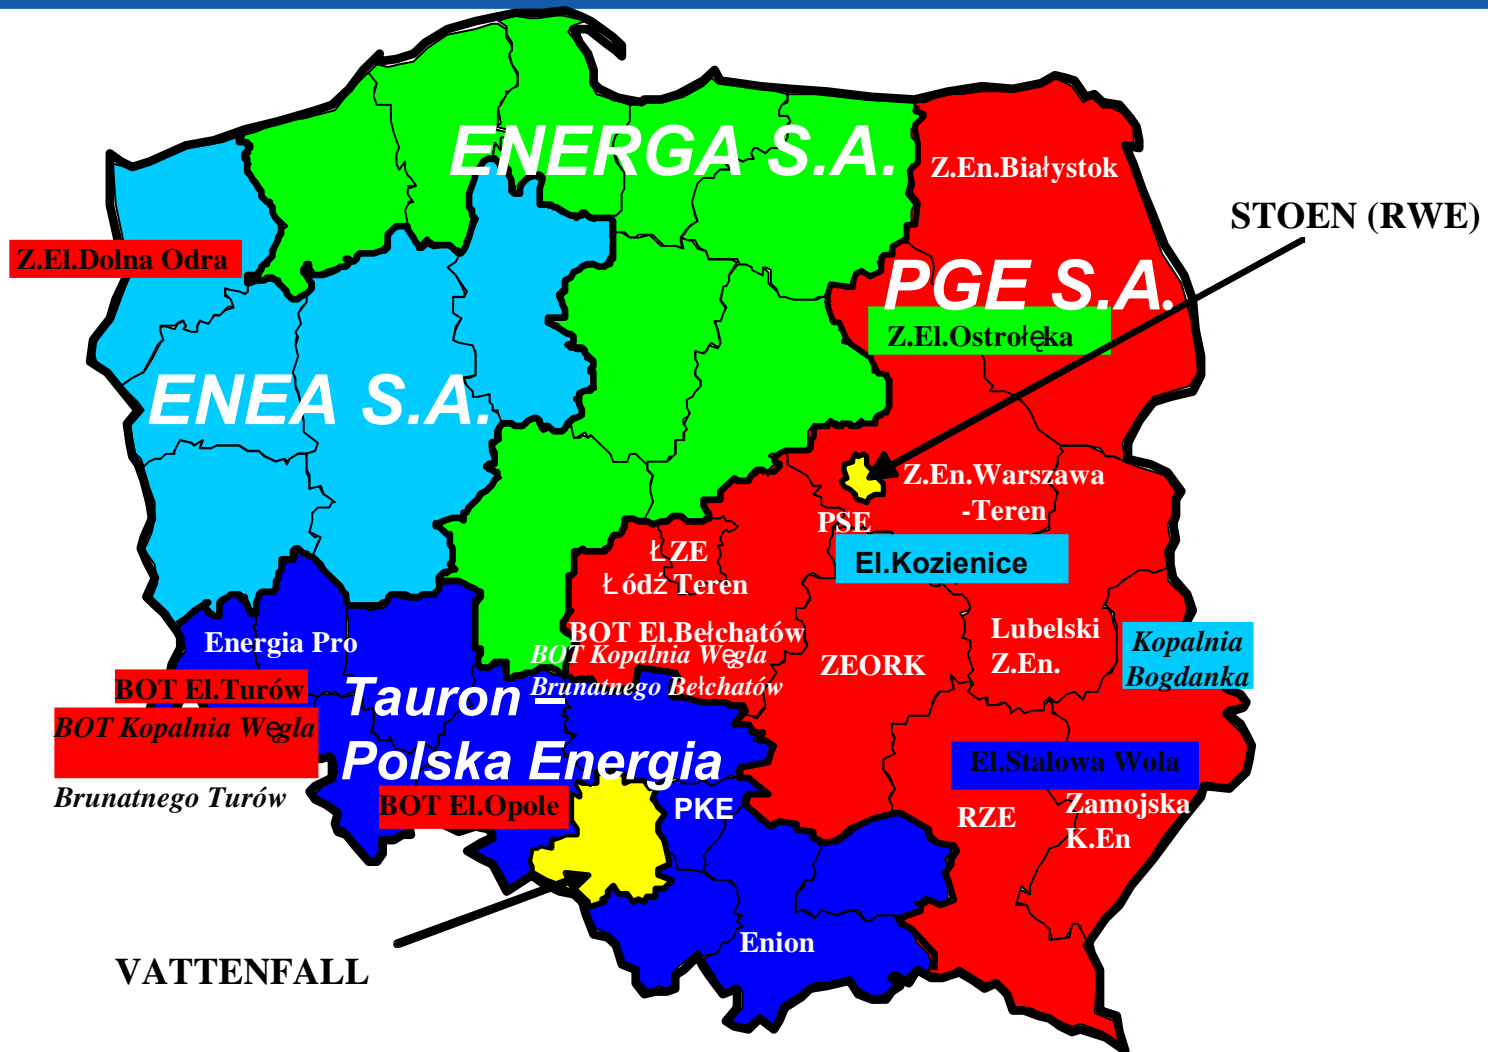 ENERGA S.A.
Z.En.Białystok
STOEN (RWE)
Z.El.Dolna Odra
PGE S.A.
Z.El.Ostrołęka
ENEA S.A.
Z.En.Warszawa
-Teren
PSE
ŁZE
Łódź Teren
El.Kozienice
BOT El.Bełchatów
BOT Kopalnia Węgla
Brunatnego Bełchatów
ZEORK
Lubelski
Z.En.
Kopalnia
Bogdanka
Energia Pro
BOT El.Turów
BOT Kopalnia Węgla
Brunatnego Turów
Tauron –
Polska Energia
BOT El.Opole
PKE
El.Stalowa Wola
RZE
Zamojska
K.En
Enion
VATTENFALL